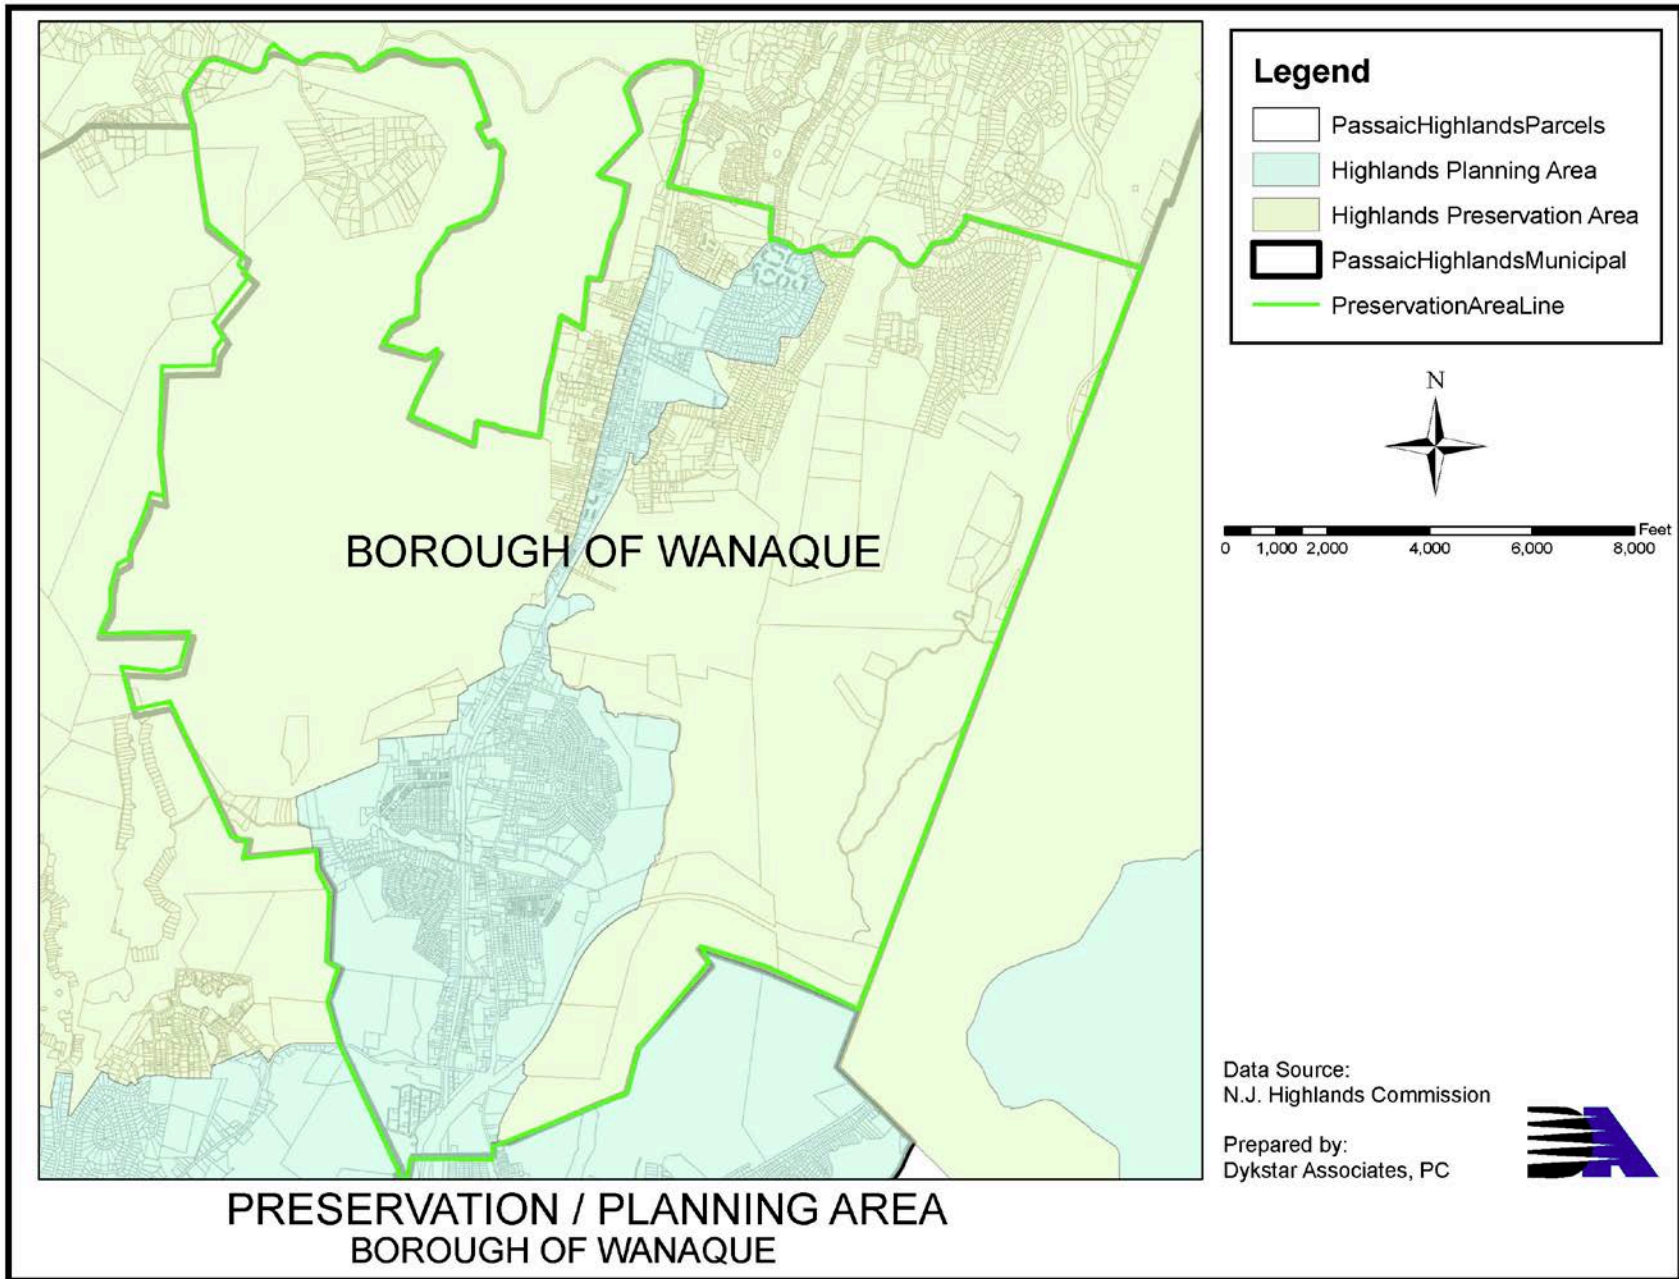 Legend
PassaicHighlandsParcels
Highlands Planning Area
Highlands Preservation Area
PassaicHighlandsMunicipal
PreservationAreaLine
N
Feet
0 1,000 2,000 4,000 6,000 8,000
BOROUGH OF WANAQUE
Data Source:
N.J. Highlands Commission
Prepared by:
Dykstar Associates, PC
DA
PRESERVATION / PLANNING AREA
BOROUGH OF WANAQUE